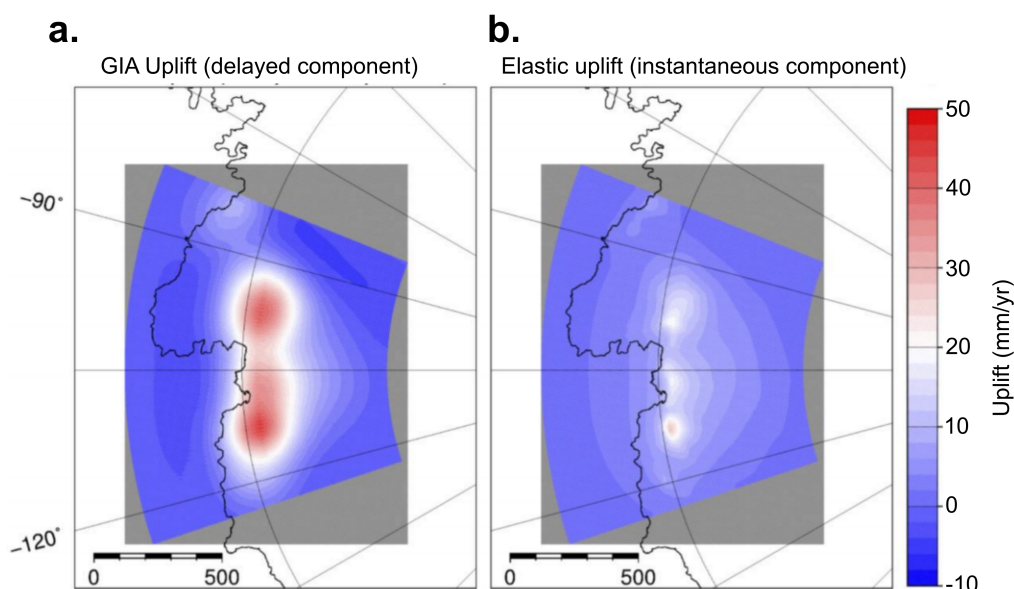 a.
b.
GIA Uplift (delayed component)
Elastic uplift (instantaneous component)
50
40
30
20
10
0
-10
Uplift (mm/yr)
−90°
−120°
0
500
0
500